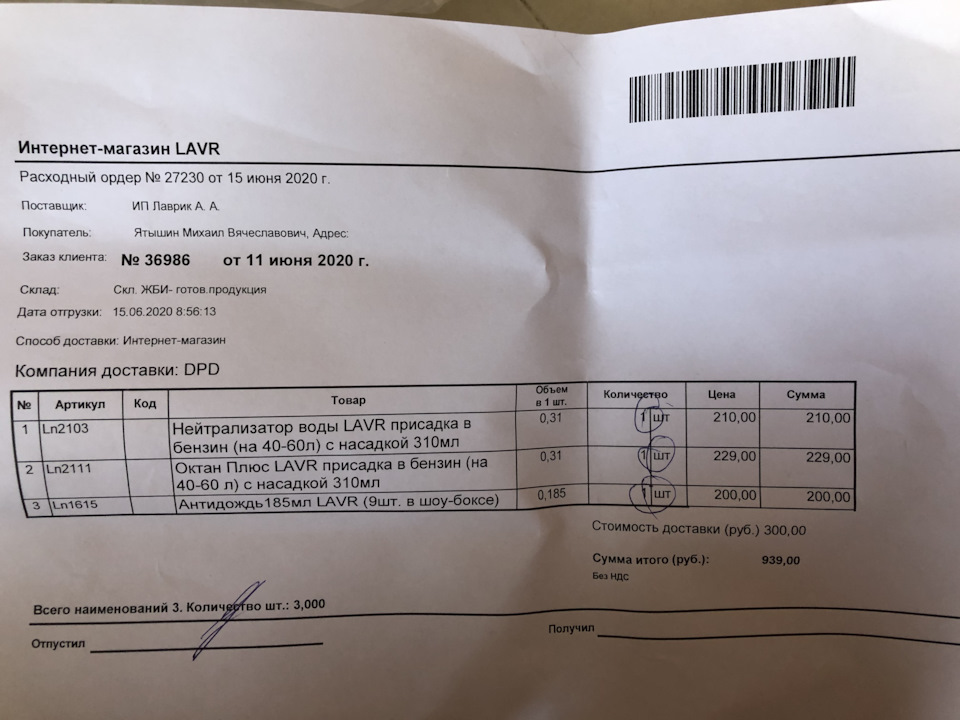 Интернет-магазин LAVR
Расходный ордер № 27230 от 15 июня 2020 г.
Поставщик: ИП Лаврик А. А.
Покупатель: Ятышин Михаил Вячеславович, Адрес:
Заказ клиента: № 36986 от 11 июня 2020 г.
Склад: Скл. ЖБИ- готов.продукция
Дата отгрузки: 15.06.2020 8:56:13
Способ доставки: Интернет-магазин
Компания доставки: DPD
№ Артикул Код Товар Объем в 1 шт. Количество Цена Сумма
1 Ln2103 Нейтрализатор воды LAVR присадка в 0,31 1 шт 210,00 210,00
бензин (на 40-60л) с насадкой 310мл
2 Ln2111 Октан Плюс LAVR присадка в бензин (на 0,31 1 шт 229,00 229,00
40-60 л) с насадкой 310мл
3 Ln1615 Антидождь185мл LAVR (9шт. в шоу-боксе) 0,185 1 шт 200,00 200,00
Стоимость доставки (руб.) 300,00
Сумма итого (руб.): 939,00
Без НДС
Всего наименований 3. Количество шт.: 3,000
Отпустил
Получил